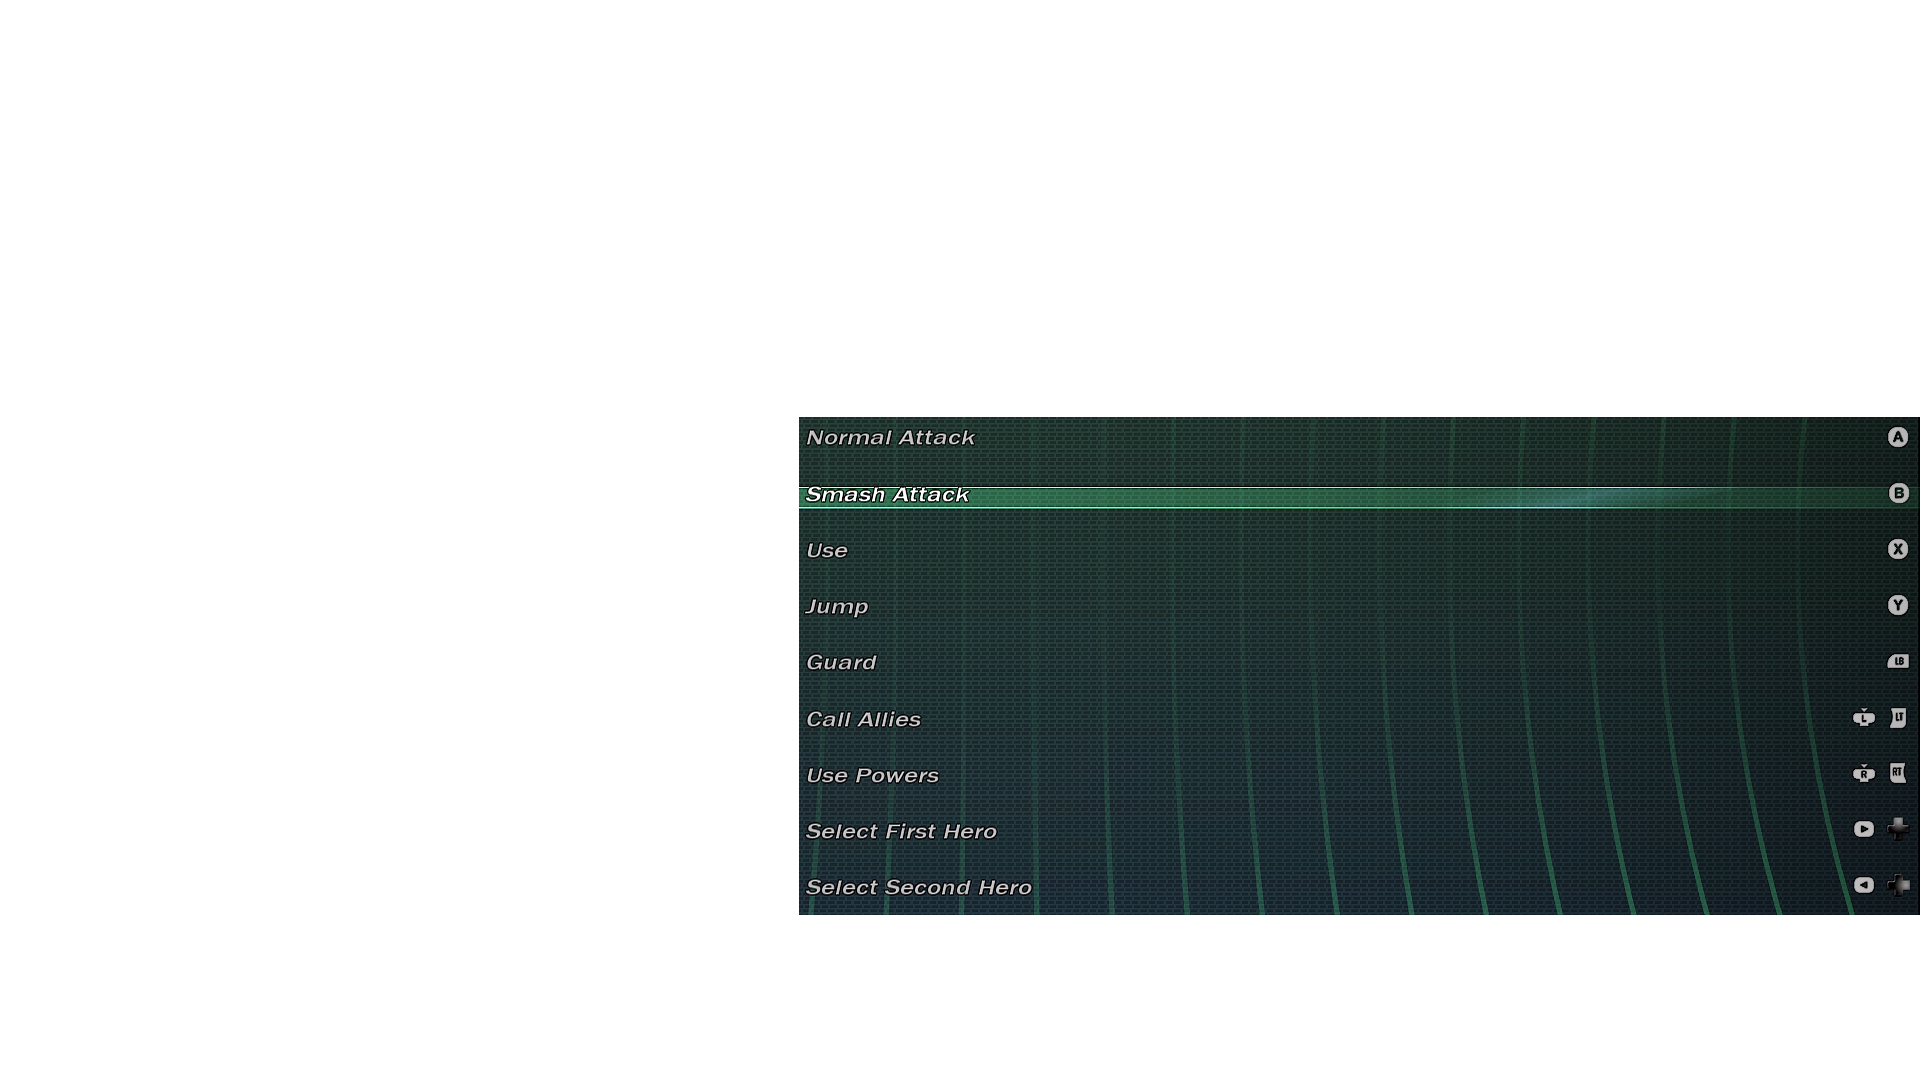 Normal Attack A
Smash Attack B
Use X
Jump Y
Guard LB
Call Allies L LT
Use Powers R RT
Select First Hero
Select Second Hero